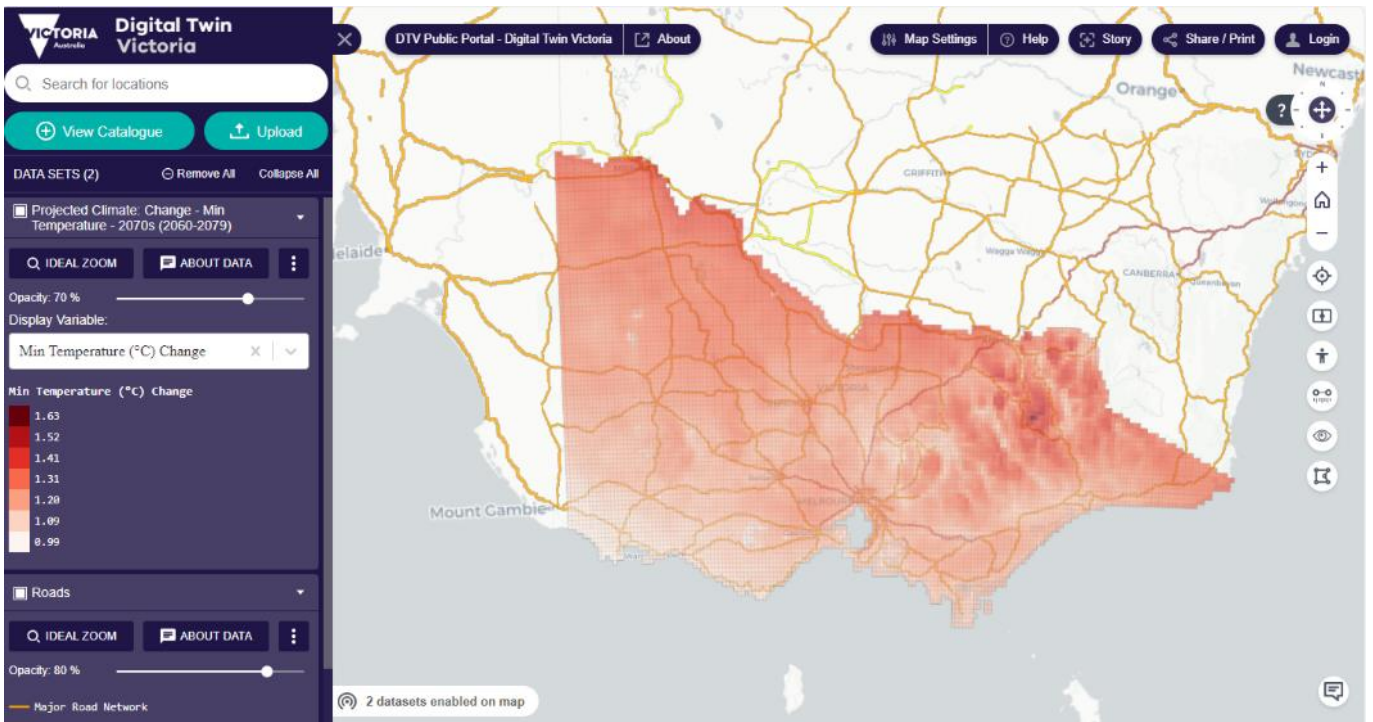 VICTORIA
Australia
Digital Twin
Victoria
Search for locations
View Catalogue
Upload
DATA SETS (2)
Remove All
Collapse All
Projected Climate: Change - Min
Temperature - 2070s (2060-2079)
IDEAL ZOOM
ABOUT DATA
Opacity: 70 %
Display Variable:
Min Temperature (°C) Change
Min Temperature (°C) Change
1.63
1.52
1.41
1.31
1.20
1.09
0.99
Roads
IDEAL ZOOM
ABOUT DATA
Opacity: 80 %
Major Road Network
DTV Public Portal - Digital Twin Victoria
About
Map Settings
Help
Story
Share / Print
Login
Newcast
Orange
N
?
GRIFFITH
elaide
Wagga Wagga
CANBERRA
Queanbeyan
VICTORIA
Mount Gambie
2 datasets enabled on map